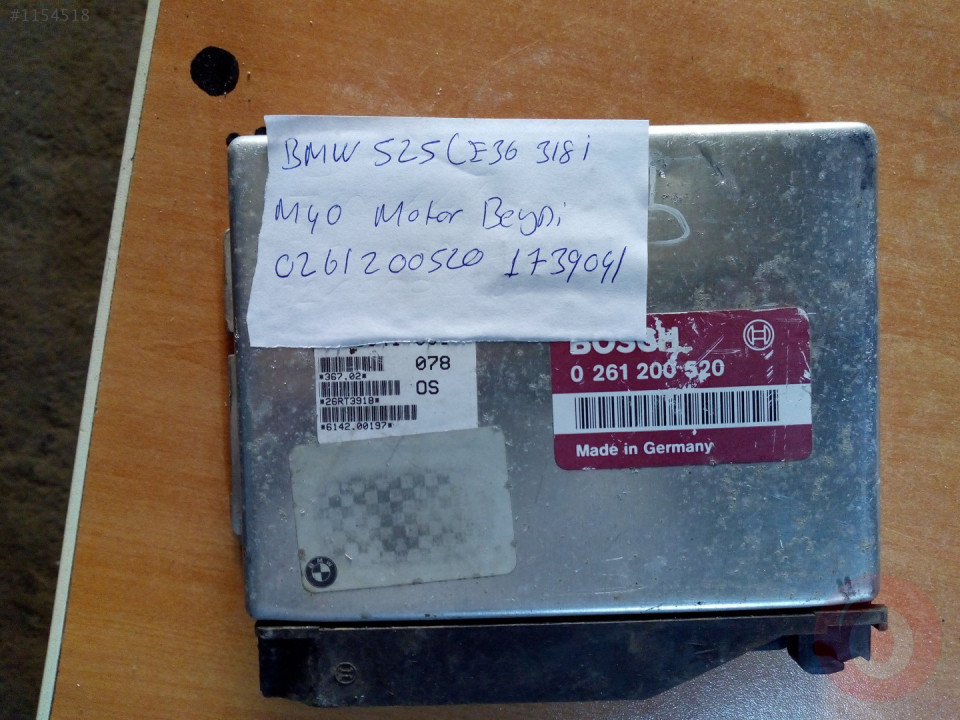 #1154518
BMW 525 (E36 318i
M40 Motor Beyni
0261200520 1739041
078
*367.02*
OS
*26RT3918*
*6142.00197*
BOSCH
0 261 200 520
Made in Germany
BMW